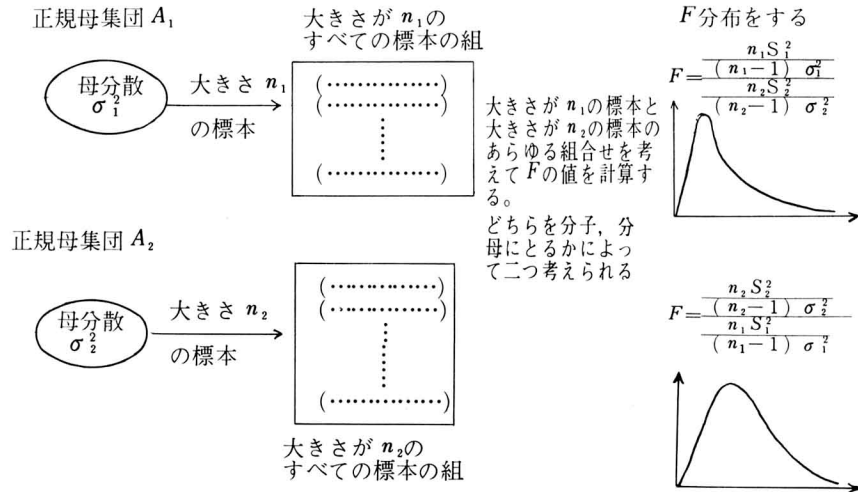 正規母集団 A₁
大きさが n₁の
すべての標本の組
F分布をする
母分散
σ₁²
大きさ n₁
の標本
(················)
(················)
(················)
大きさが n₁の標本と
大きさが n₂の標本の
あらゆる組合せを考
えて Fの値を計算す
る。
どちらを分子，分
母にとるかによっ
て二つ考えられる
n₁S₁²
F= (n₁−1) σ₁²
n₂S₂²
(n₂−1) σ₂²
正規母集団 A₂
母分散
σ₂²
大きさ n₂
の標本
(················)
(················)
(················)
大きさが n₂の
すべての標本の組
n₂S₂²
F= (n₂−1) σ₂²
n₁S₁²
(n₁−1) σ₁²